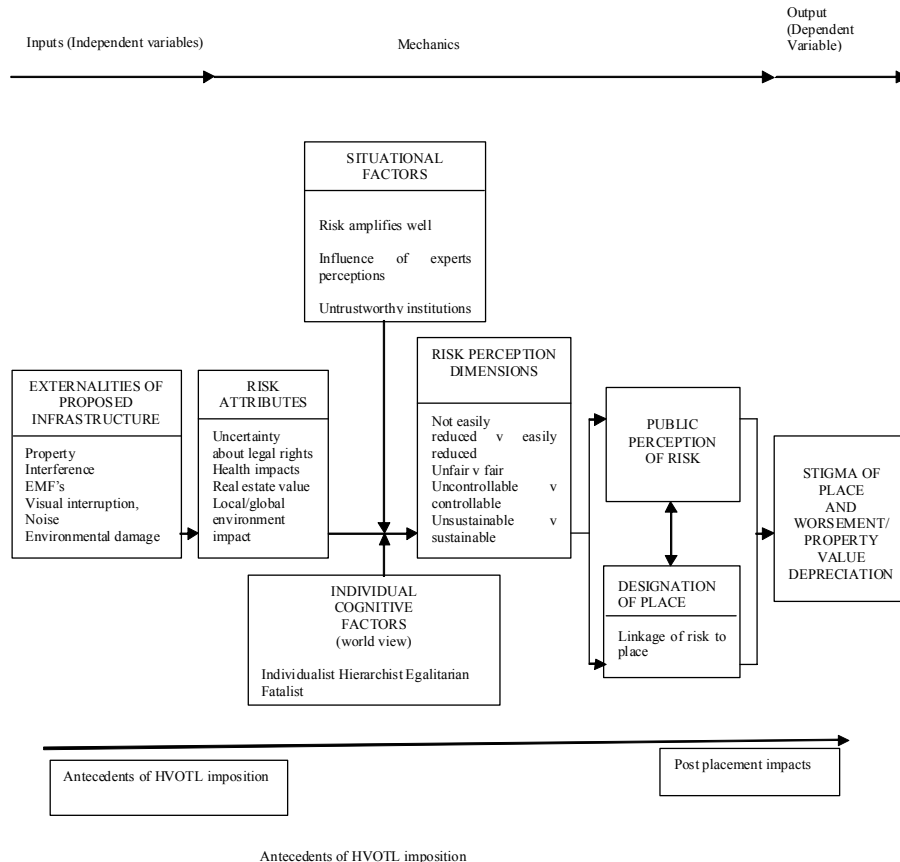 Inputs (Independent variables)
Mechanics
Output
(Dependent
Variable)
SITUATIONAL
FACTORS
Risk amplifies well
Influence of experts
perceptions
Untrustworthy institutions
EXTERNALITIES OF
PROPOSED
INFRASTRUCTURE
Property
Interference
EMF's
Visual interruption,
Noise
Environmental damage
RISK
ATTRIBUTES
Uncertainty
about legal rights
Health impacts
Real estate value
Local/global
environment
impact
RISK PERCEPTION
DIMENSIONS
Not easily
reduced v easily
reduced
Unfair v fair
Uncontrollable v
controllable
Unsustainable v
sustainable
INDIVIDUAL
COGNITIVE
FACTORS
(world view)
Individualist Hierarchist Egalitarian
Fatalist
PUBLIC
PERCEPTION
OF RISK
DESIGNATION
OF PLACE
Linkage of risk to
place
STIGMA OF
PLACE
AND
WORSEMENT/
PROPERTY
VALUE
DEPRECIATION
Antecedents of HVOTL imposition
Post placement impacts
Antecedents of HVOTL imposition